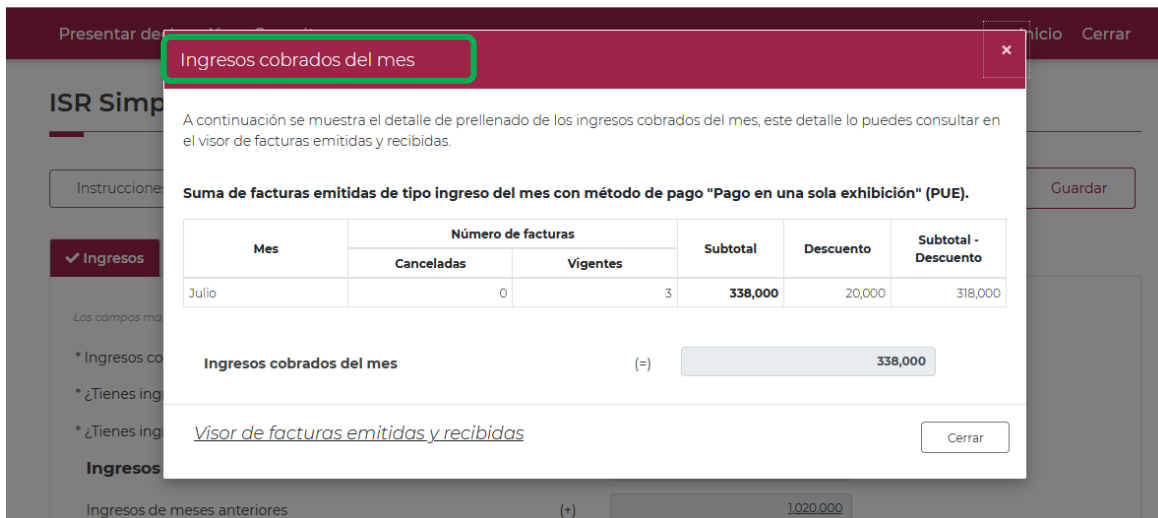 Presentar de
Inicio Cerrar
Ingresos cobrados del mes
×
ISR Simp
A continuación se muestra el detalle de prellenado de los ingresos cobrados del mes, este detalle lo puedes consultar en
el visor de facturas emitidas y recibidas.
Instrucciones
Guardar
Suma de facturas emitidas de tipo ingreso del mes con método de pago "Pago en una sola exhibición" (PUE).
Mes Número de facturas Subtotal Descuento Subtotal -
Descuento
Canceladas Vigentes
Ingresos
Julio 0 3 338,000 20,000 318,000
Los campos ma
* Ingresos co
Ingresos cobrados del mes (=) 338,000
* ¿Tienes ing
* ¿Tienes ing
Visor de facturas emitidas y recibidas
Cerrar
Ingresos
Ingresos de meses anteriores (+) 1,020,000